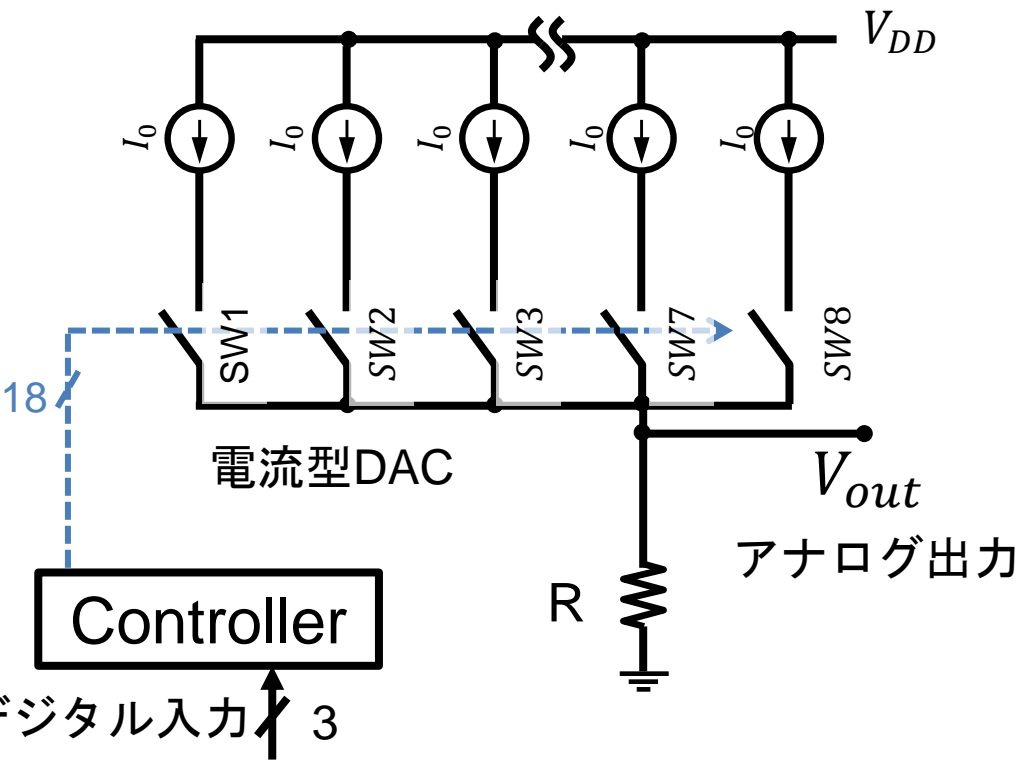 V_DD
I_0 I_0 I_0 I_0 I_0
SW1 SW2 SW3 SW7 SW8
18
電流型DAC
V_out
アナログ出力
R
Controller
デジタル入力 3